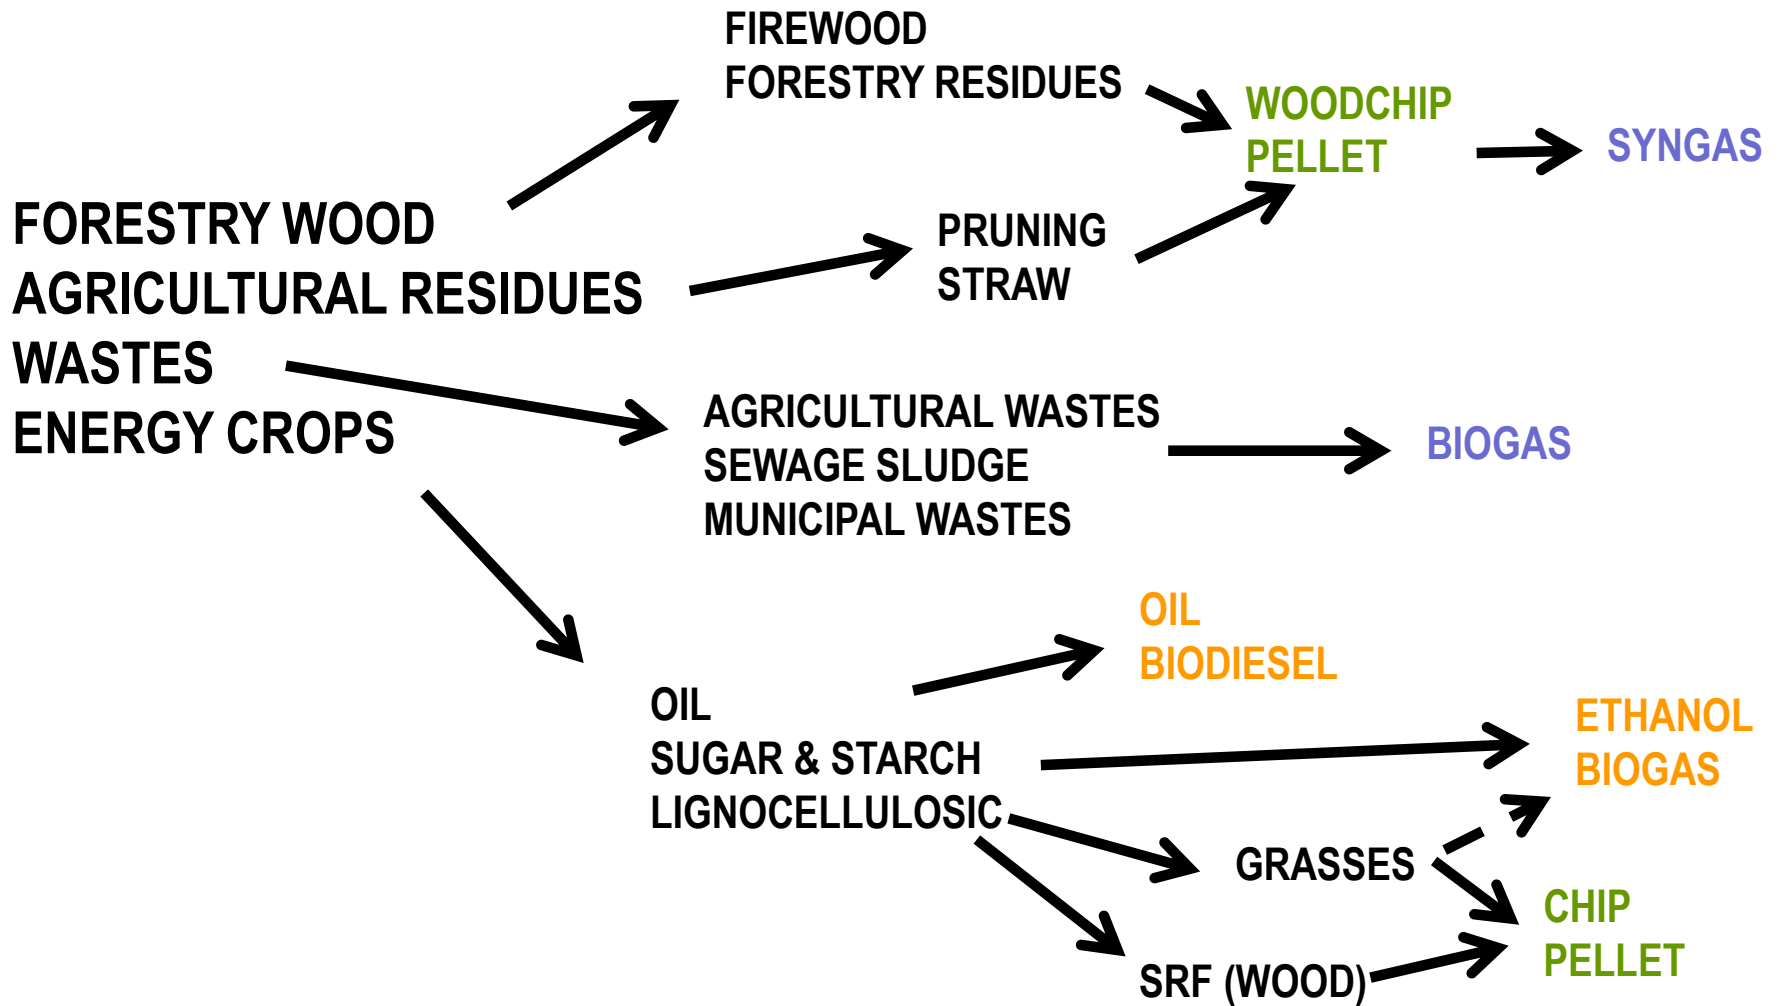 FIREWOOD
FORESTRY RESIDUES
WOODCHIP
PELLET
SYNGAS
FORESTRY WOOD
AGRICULTURAL RESIDUES
WASTES
ENERGY CROPS
PRUNING
STRAW
AGRICULTURAL WASTES
SEWAGE SLUDGE
MUNICIPAL WASTES
BIOGAS
OIL
BIODIESEL
OIL
SUGAR & STARCH
LIGNOCELLULOSIC
ETHANOL
BIOGAS
GRASSES
CHIP
PELLET
SRF (WOOD)